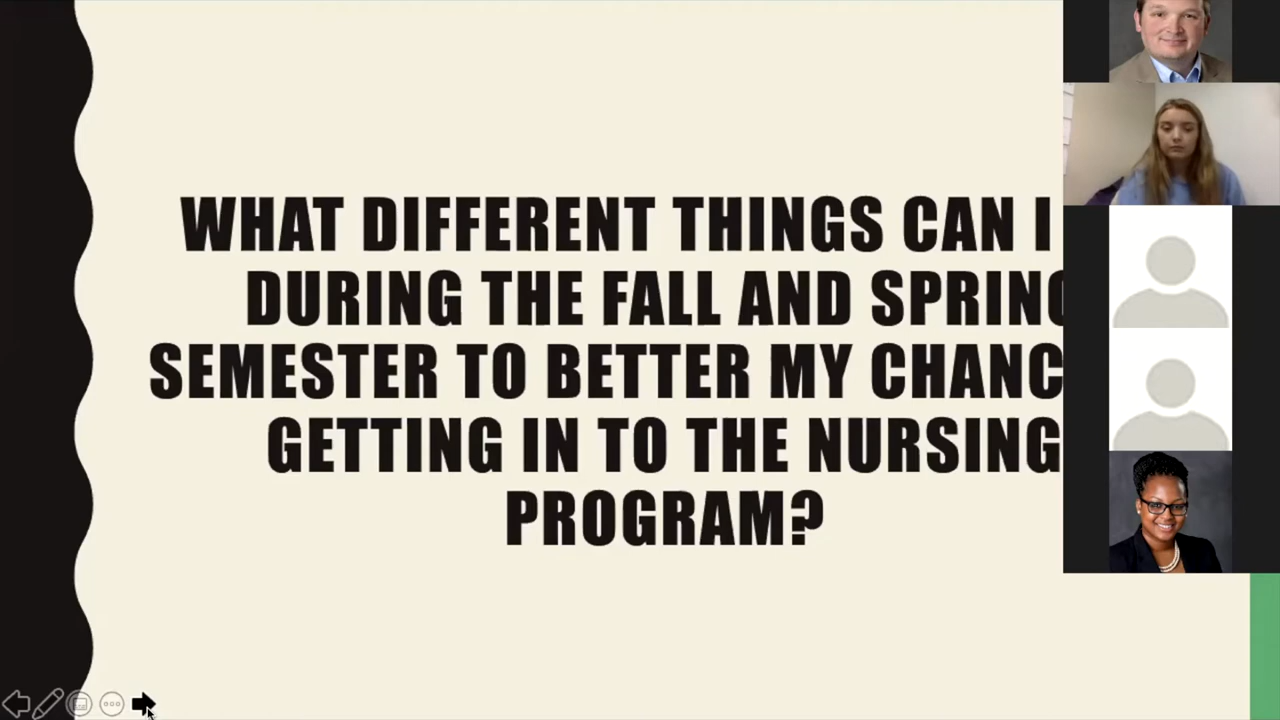 WHAT DIFFERENT THINGS CAN I
DURING THE FALL AND SPRING
SEMESTER TO BETTER MY CHANC
GETTING IN TO THE NURSING
PROGRAM?